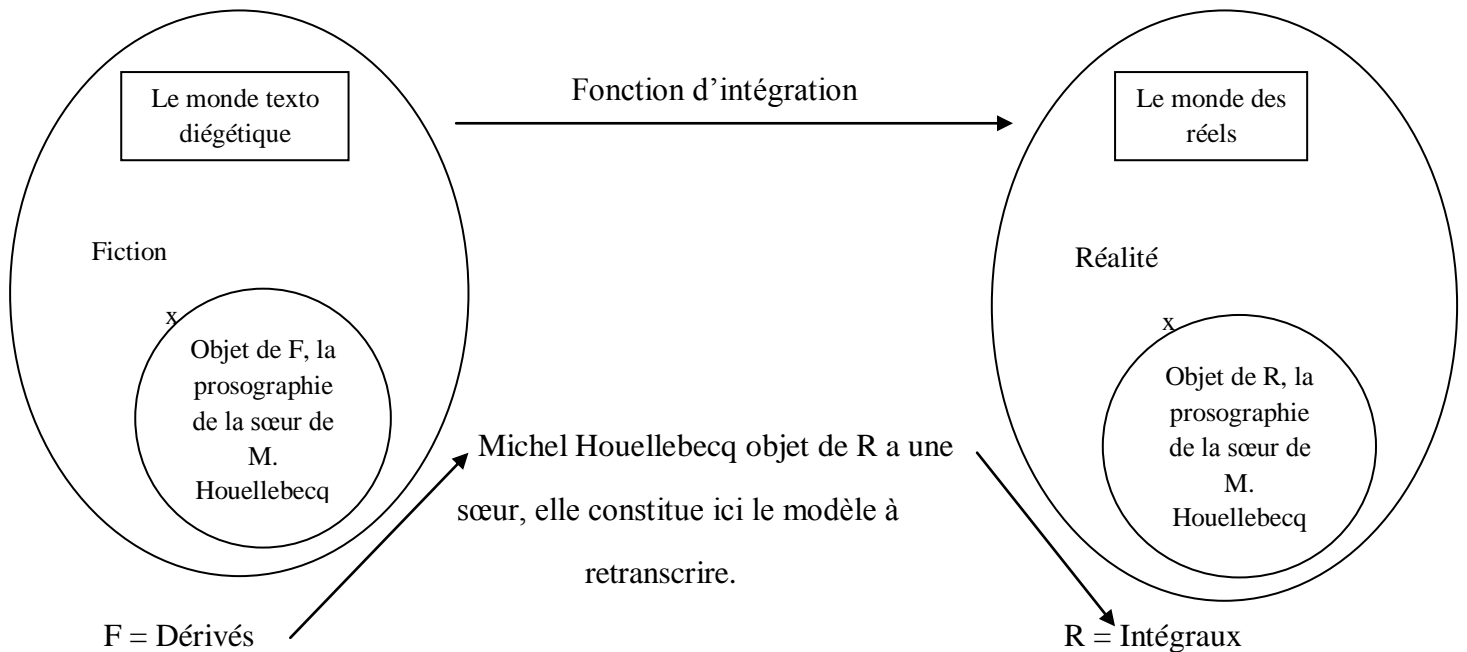 Le monde texto
diégétique
Fonction d’intégration
Le monde des
réels
Fiction
Réalité
x
Objet de F, la
prosographie
de la sœur de
M.
Houellebecq
x
Objet de R, la
prosographie
de la sœur de
M.
Houellebecq
Michel Houellebecq objet de R a une
sœur, elle constitue ici le modèle à
retranscrire.
F = Dérivés
R = Intégraux